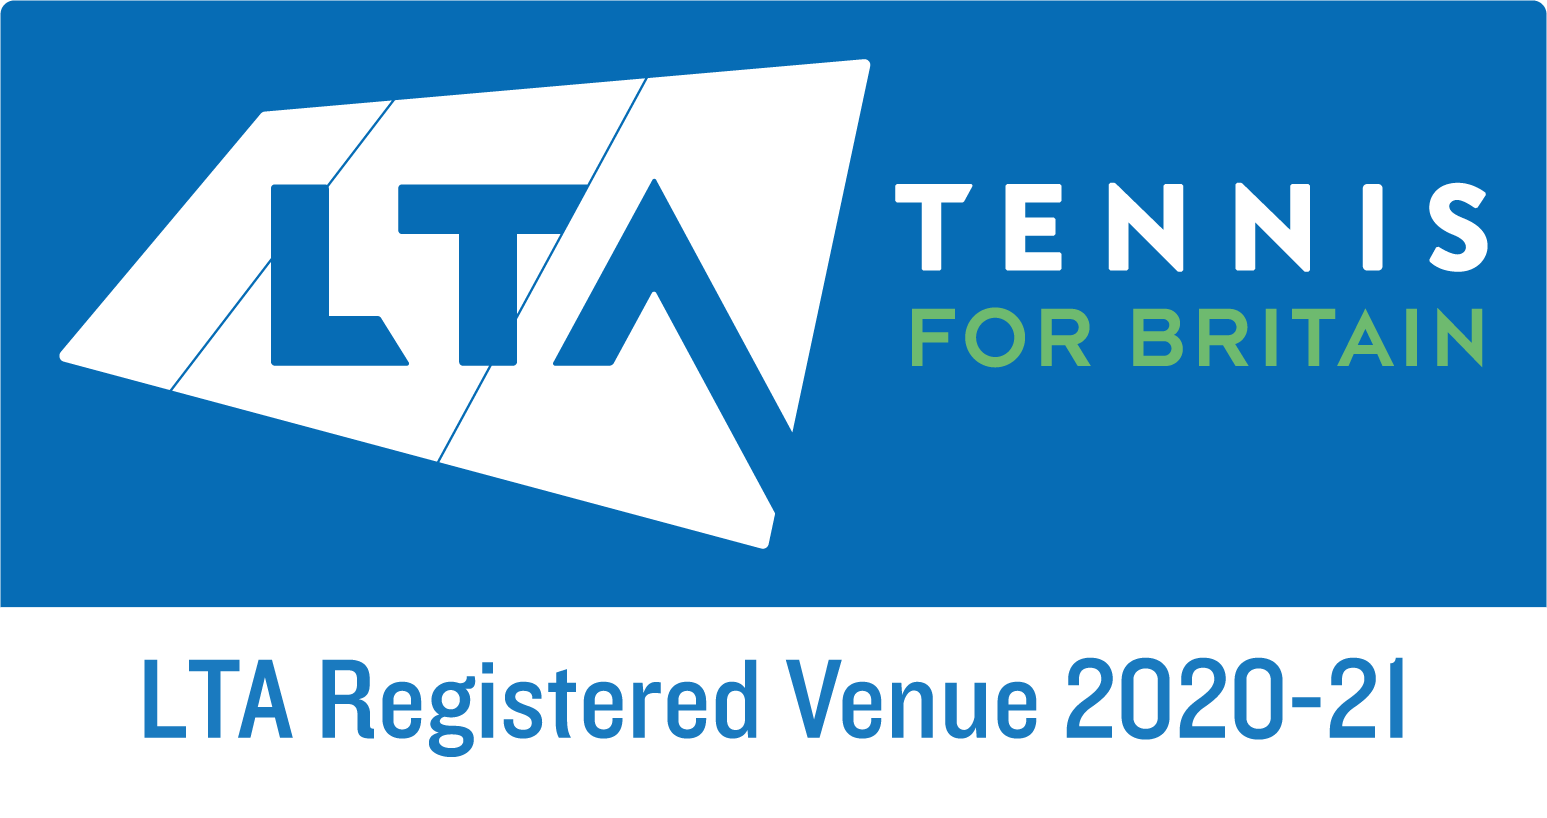 LTA
TENNIS
FOR BRITAIN
LTA Registered Venue 2020-21